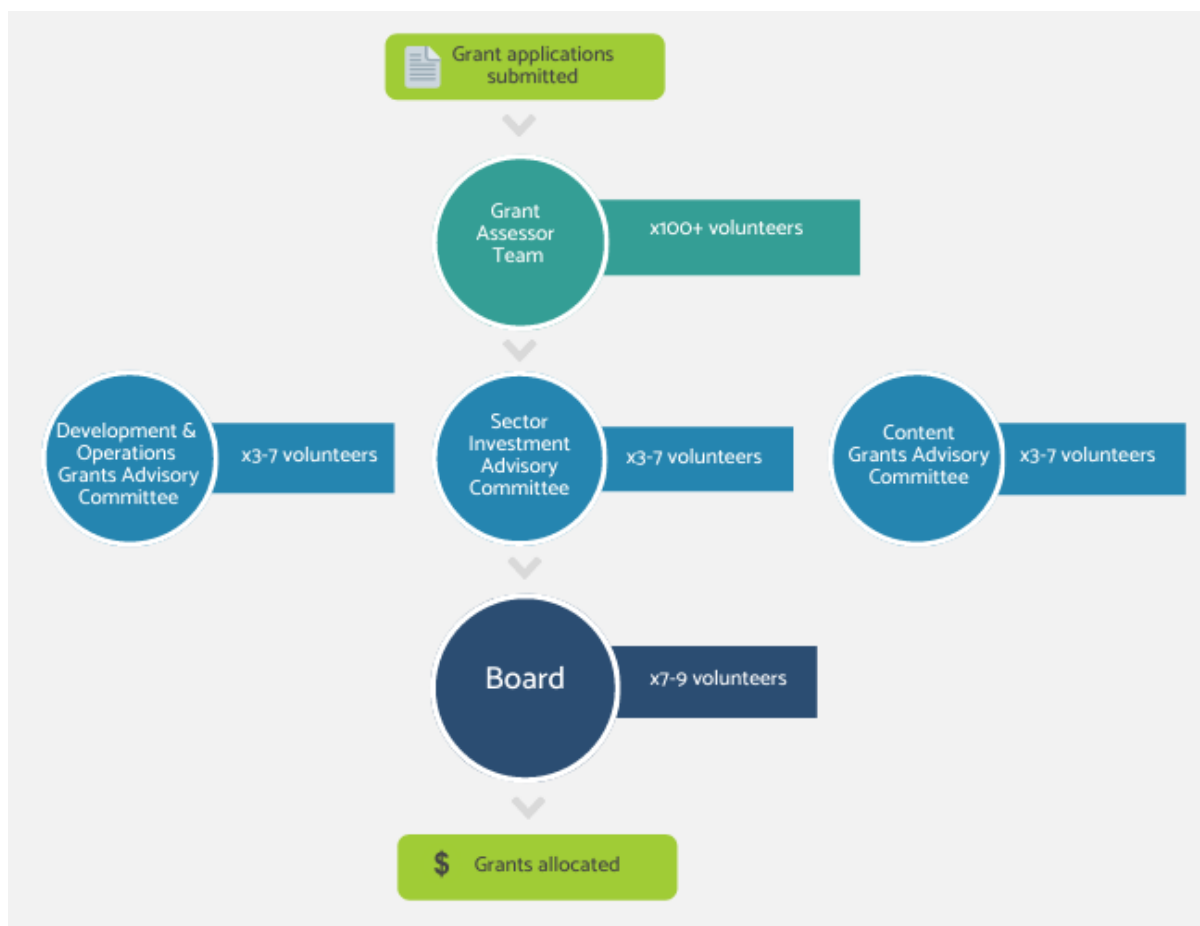 Grant applications
submitted
Grant
Assessor
Team
x100+ volunteers
Development &
Operations
Grants Advisory
Committee
x3-7 volunteers
Sector
Investment
Advisory
Committee
x3-7 volunteers
Content
Grants Advisory
Committee
x3-7 volunteers
Board
x7-9 volunteers
$ Grants allocated